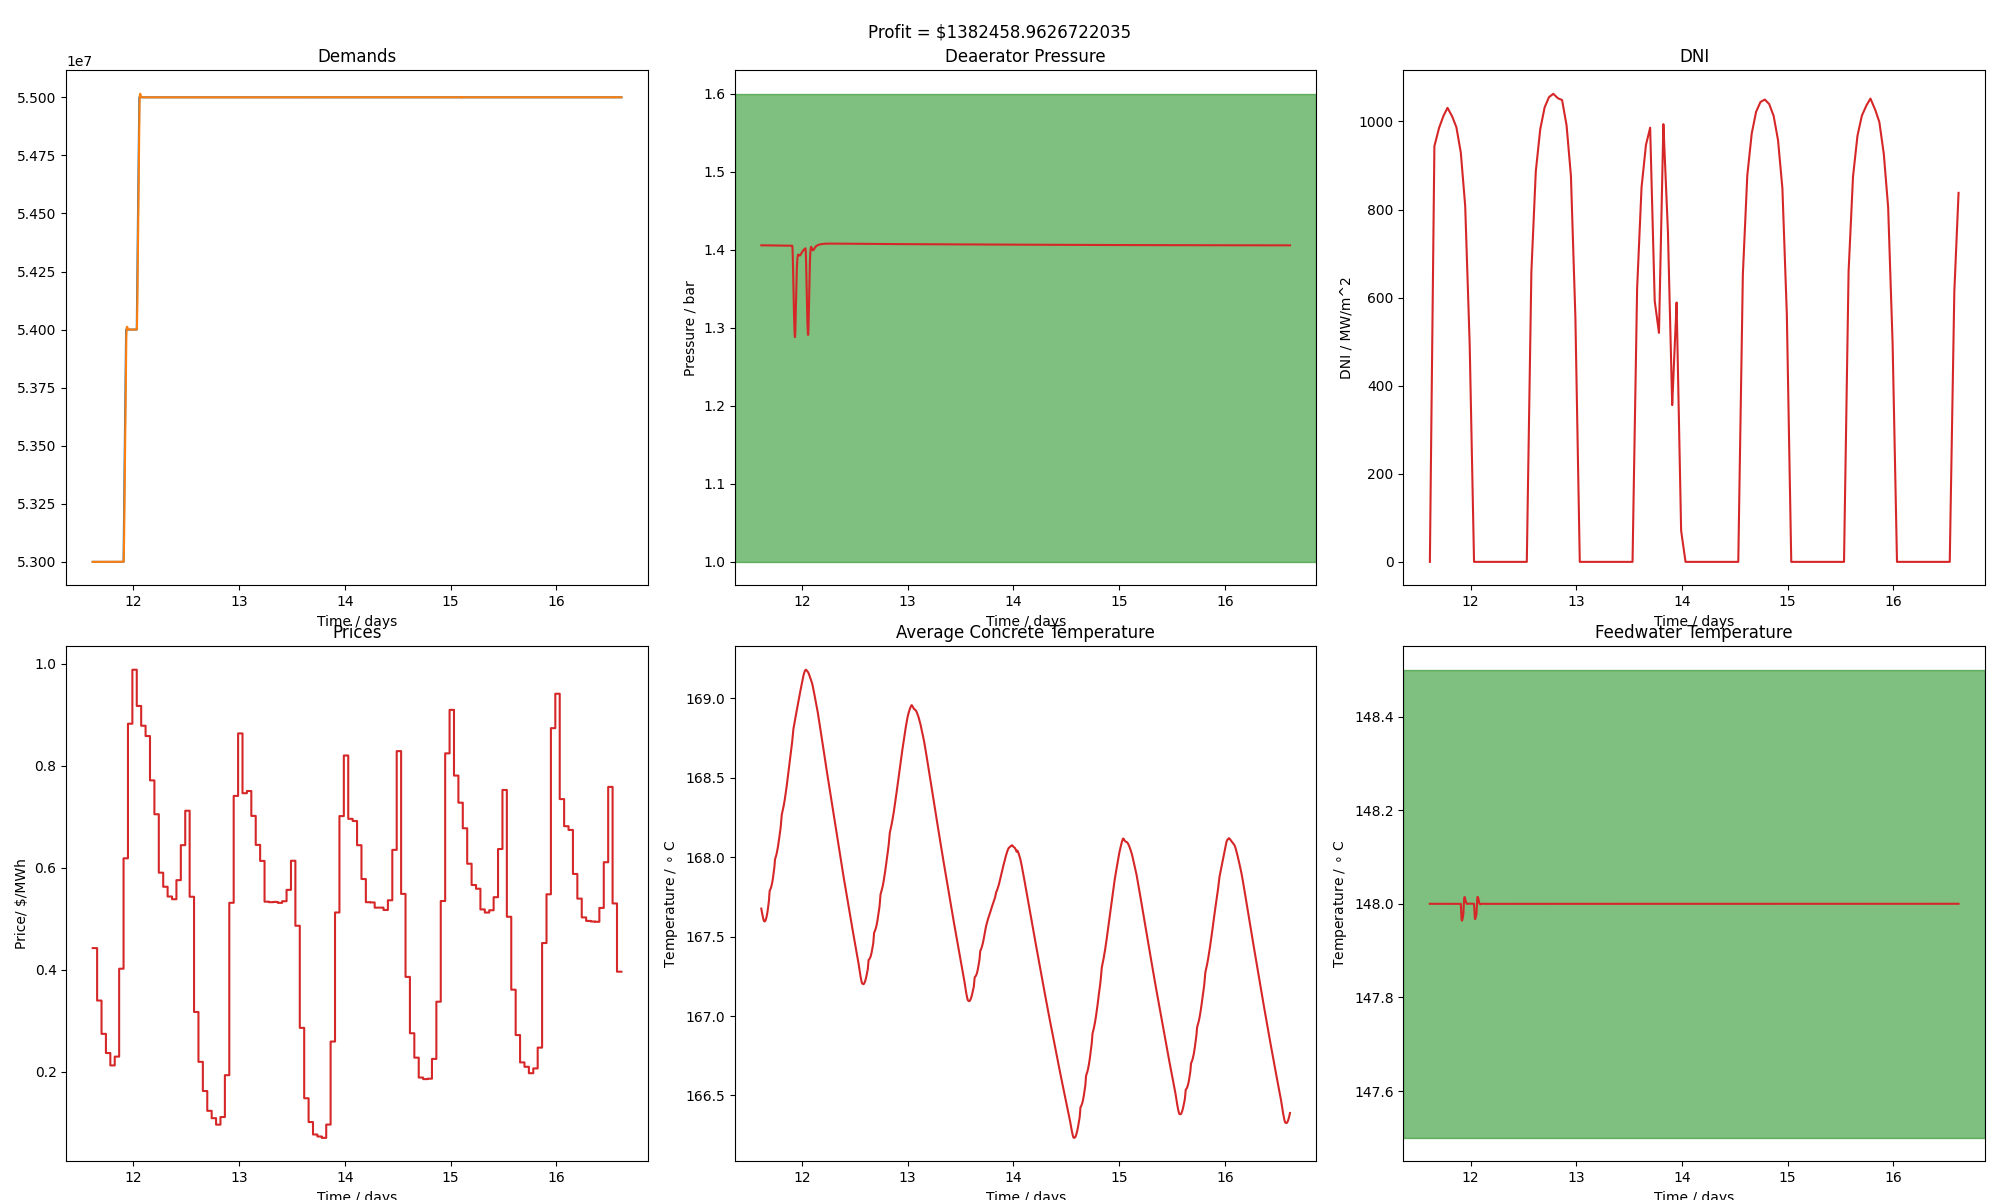 Profit = $1382458.9626722035
Demands
1e7
5.500
5.475
5.450
5.425
5.400
5.375
5.350
5.325
5.300
12 13 14 15 16
Time / days
Deaerator Pressure
Pressure / bar
1.6
1.5
1.4
1.3
1.2
1.1
1.0
12 13 14 15 16
Time / days
DNI
DNI / MW/m^2
1000
800
600
400
200
0
12 13 14 15 16
Time / days
Prices
Price/ $/MWh
1.0
0.8
0.6
0.4
0.2
12 13 14 15 16
Time / days
Average Concrete Temperature
Temperature / ∘ C
169.0
168.5
168.0
167.5
167.0
166.5
12 13 14 15 16
Time / days
Feedwater Temperature
Temperature / ∘ C
148.4
148.2
148.0
147.8
147.6
12 13 14 15 16
Time / days